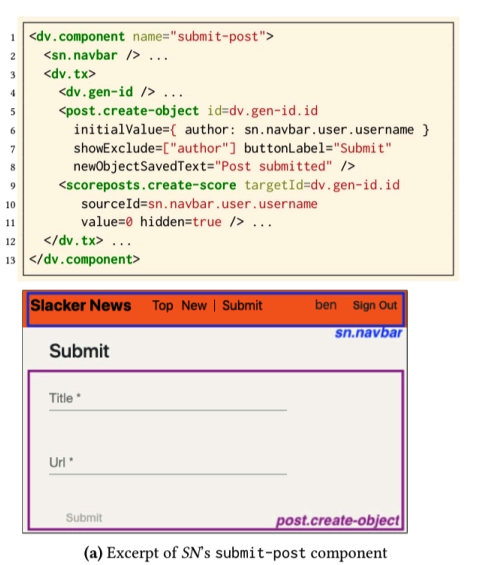 1 <dv.component name="submit-post">
2 <sn.navbar /> ...
3 <dv.tx>
4 <dv.gen-id /> ...
5 <post.create-object id=dv.gen-id.id
6 initialValue={ author: sn.navbar.user.username }
7 showExclude=["author"] buttonLabel="Submit"
8 newObjectSavedText="Post submitted" />
9 <scoreposts.create-score targetId=dv.gen-id.id
10 sourceId=sn.navbar.user.username
11 value=0 hidden=true /> ...
12 </dv.tx> ...
13 </dv.component>
Slacker News Top New | Submit ben Sign Out
sn.navbar
Submit
Title *
Url *
Submit post.create-object
(a) Excerpt of SN's submit-post component